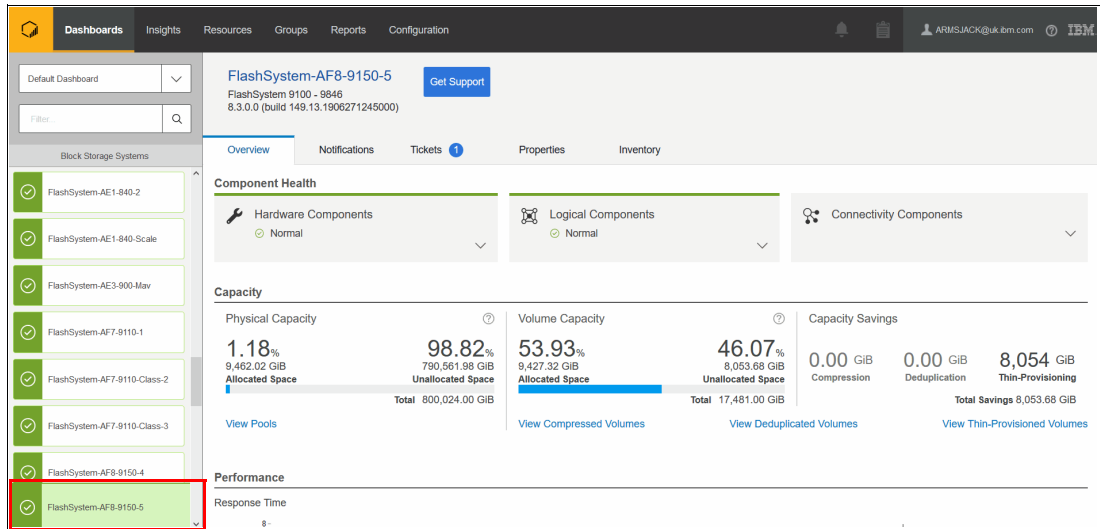 Dashboards Insights Resources Groups Reports Configuration ARMSJACK@uk.ibm.com ? IBM
Default Dashboard
Filter...
Block Storage Systems
FlashSystem-AE1-840-2
FlashSystem-AE1-840-Scale
FlashSystem-AE3-900-Mav
FlashSystem-AF7-9110-1
FlashSystem-AF7-9110-Class-2
FlashSystem-AF7-9110-Class-3
FlashSystem-AF8-9150-4
FlashSystem-AF8-9150-5
FlashSystem-AF8-9150-5
Get Support
FlashSystem 9100 - 9846
8.3.0.0 (build 149.13.1906271245000)
Overview Notifications Tickets 1 Properties Inventory
Component Health
Hardware Components
Normal
Logical Components
Normal
Connectivity Components
Capacity
Physical Capacity ?
1.18% 98.82%
9,462.02 GiB 790,561.98 GiB
Allocated Space Unallocated Space
Total 800,024.00 GiB
View Pools
Volume Capacity ?
53.93% 46.07%
9,427.32 GiB 8,053.68 GiB
Allocated Space Unallocated Space
Total 17,481.00 GiB
View Compressed Volumes View Deduplicated Volumes
Capacity Savings
0.00 GiB 0.00 GiB 8,054 GiB
Compression Deduplication Thin-Provisioning
Total Savings 8,053.68 GiB
View Thin-Provisioned Volumes
Performance
Response Time
8 -